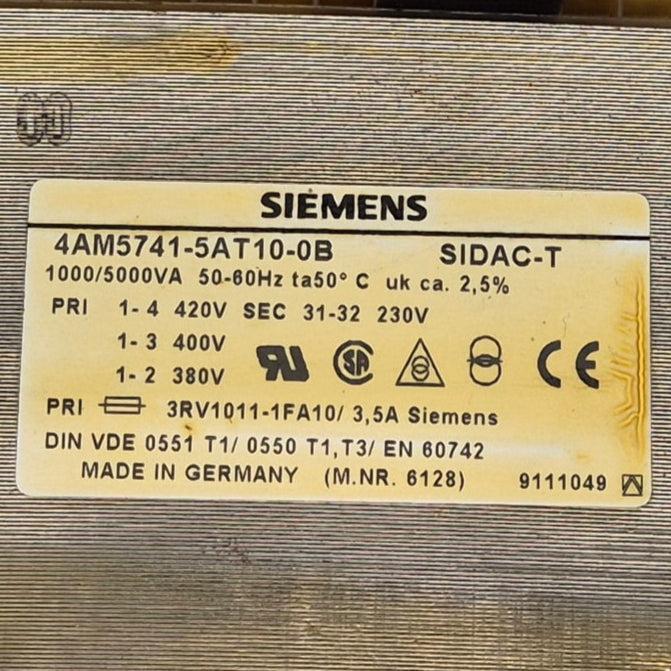 00
SIEMENS
4AM5741-5AT10-0B SIDAC-T
1000/5000VA 50-60Hz ta50° C uk ca. 2,5%
PRI 1-4 420V SEC 31-32 230V
1-3 400V
1-2 380V
PRI 3RV1011-1FA10/ 3,5A Siemens
DIN VDE 0551 T1/ 0550 T1,T3/ EN 60742
MADE IN GERMANY (M.NR. 6128) 9111049